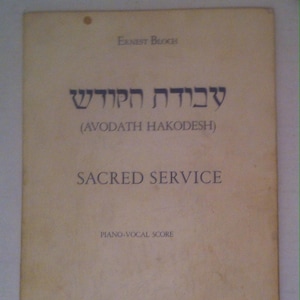 Ernest Bloch
עבודת הקודש
(AVODATH HAKODESH)
SACRED SERVICE
PIANO-VOCAL SCORE